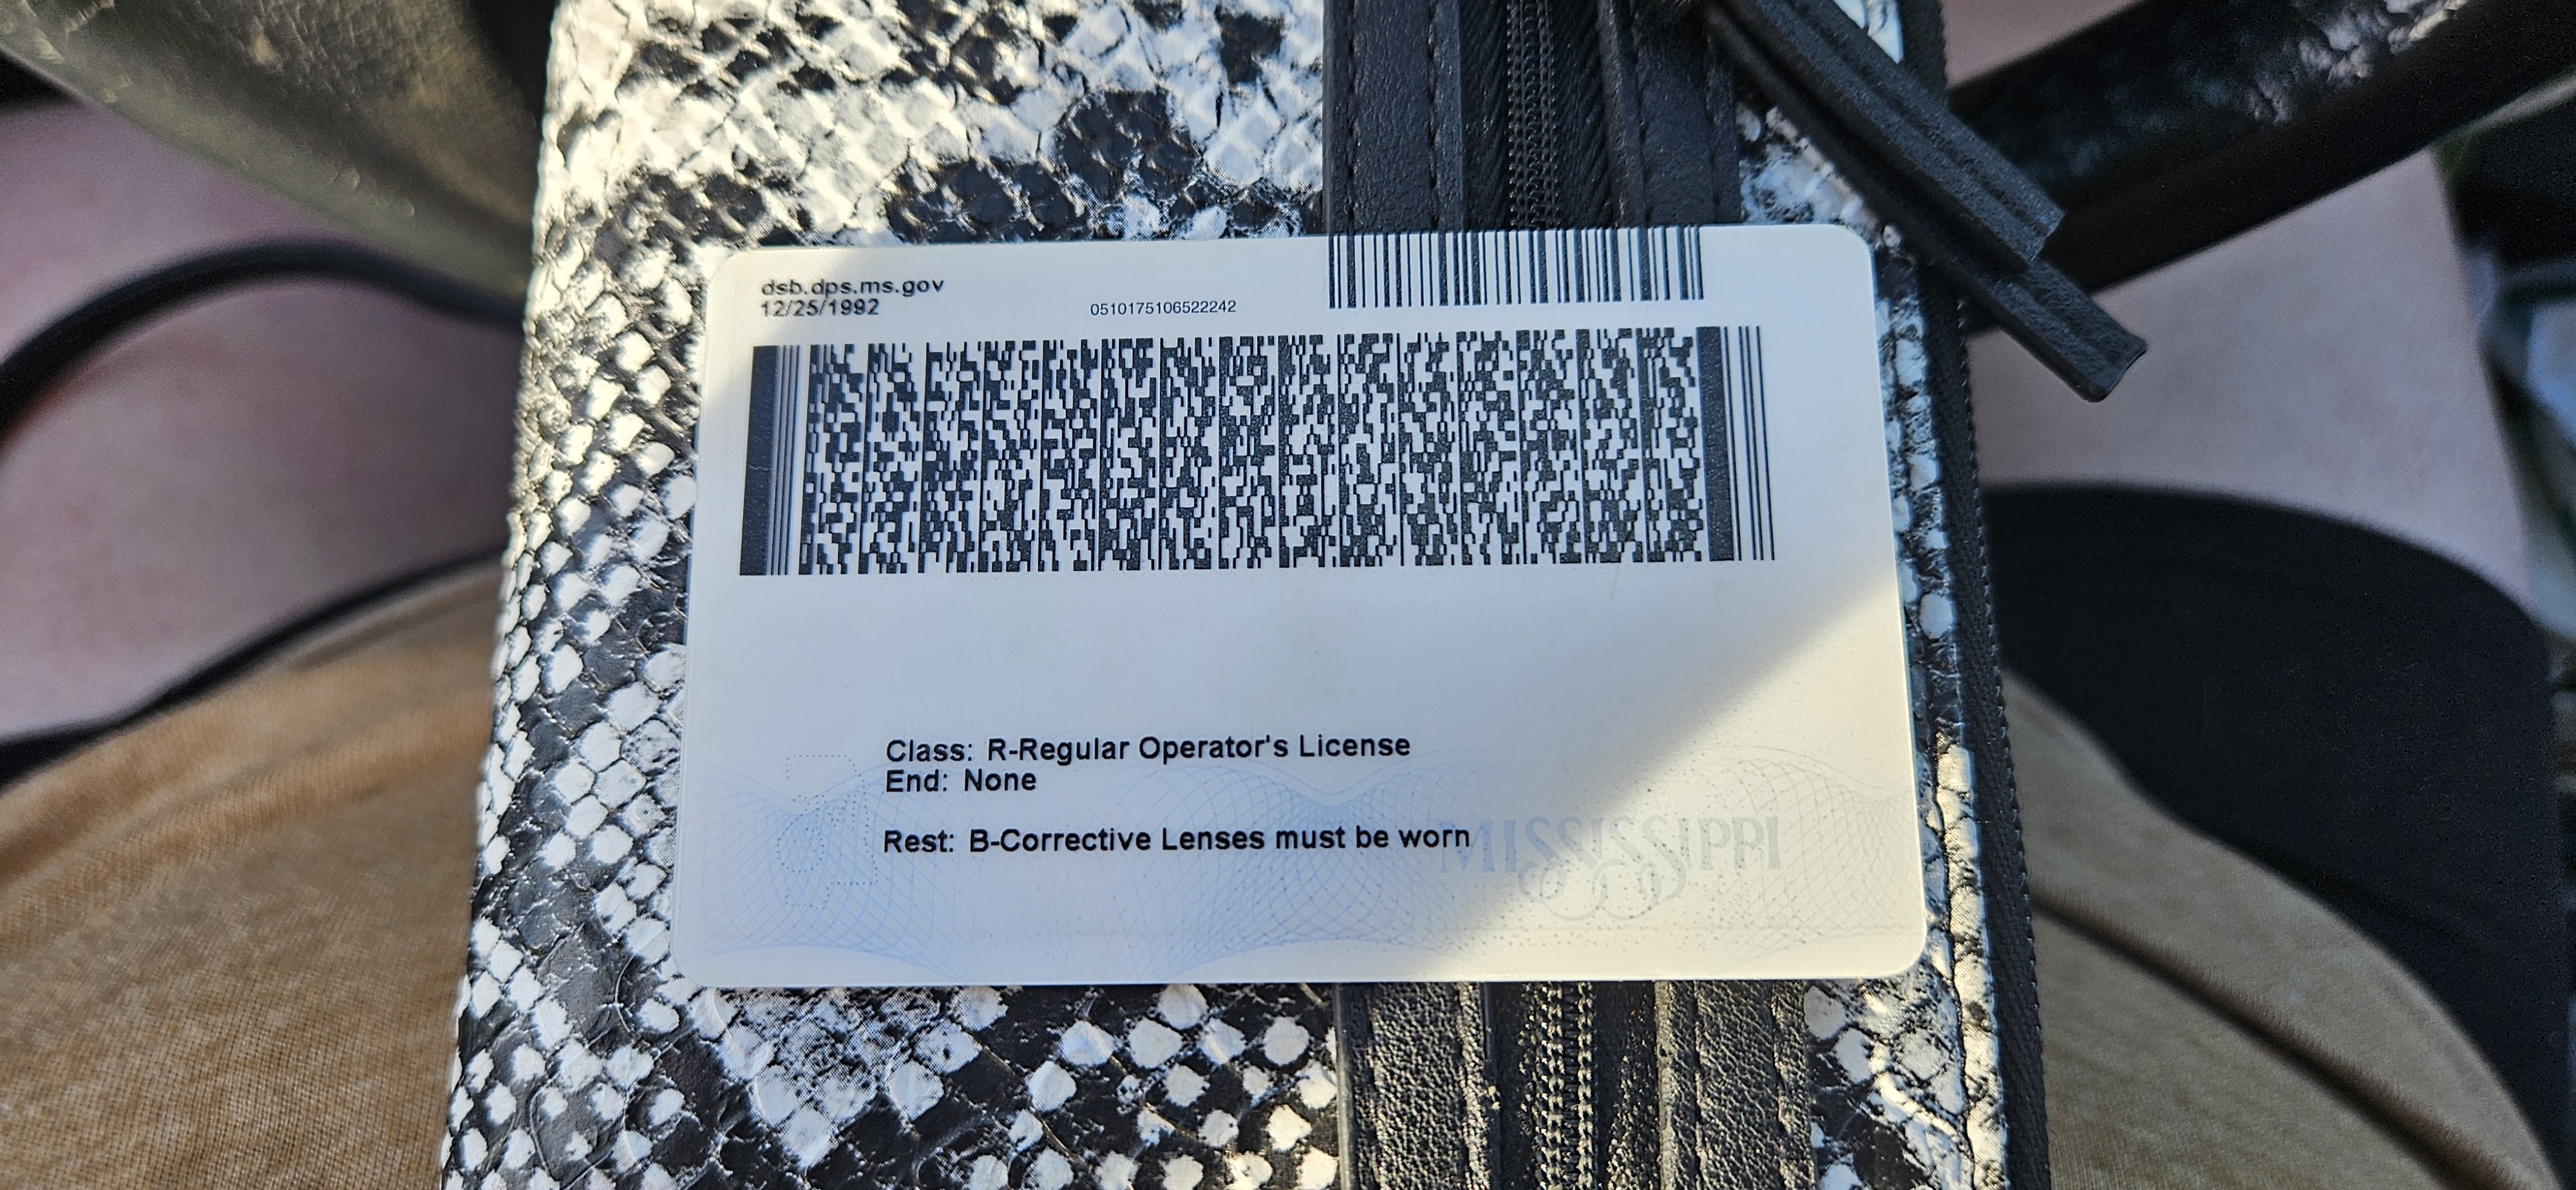 dsb.dps.ms.gov
12/25/1992
0510175106522242
Class: R-Regular Operator's License
End: None
Rest: B-Corrective Lenses must be worn
MISSISSIPPI